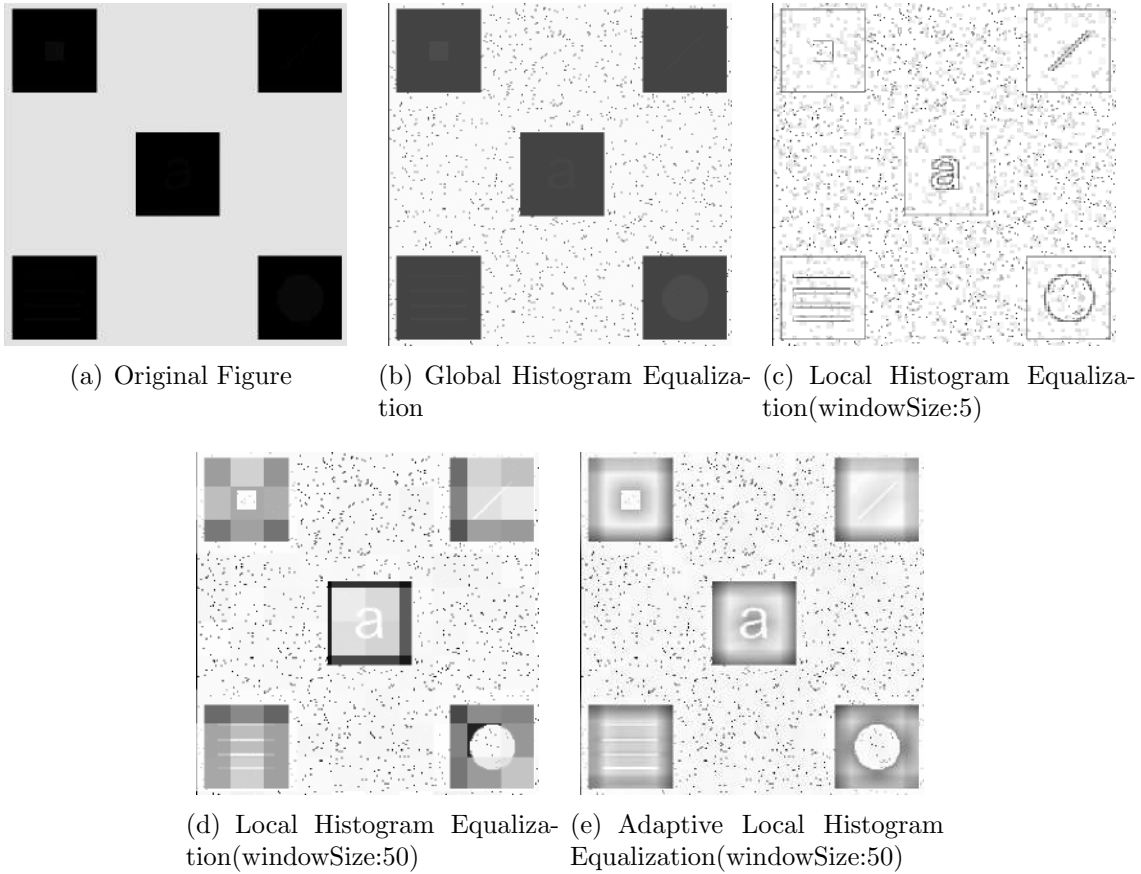 a
a
a
(a) Original Figure
(b) Global Histogram Equaliza-
tion
(c) Local Histogram Equaliza-
tion(windowSize:5)
a
a
(d) Local Histogram Equaliza-
tion(windowSize:50)
(e) Adaptive Local Histogram
Equalization(windowSize:50)